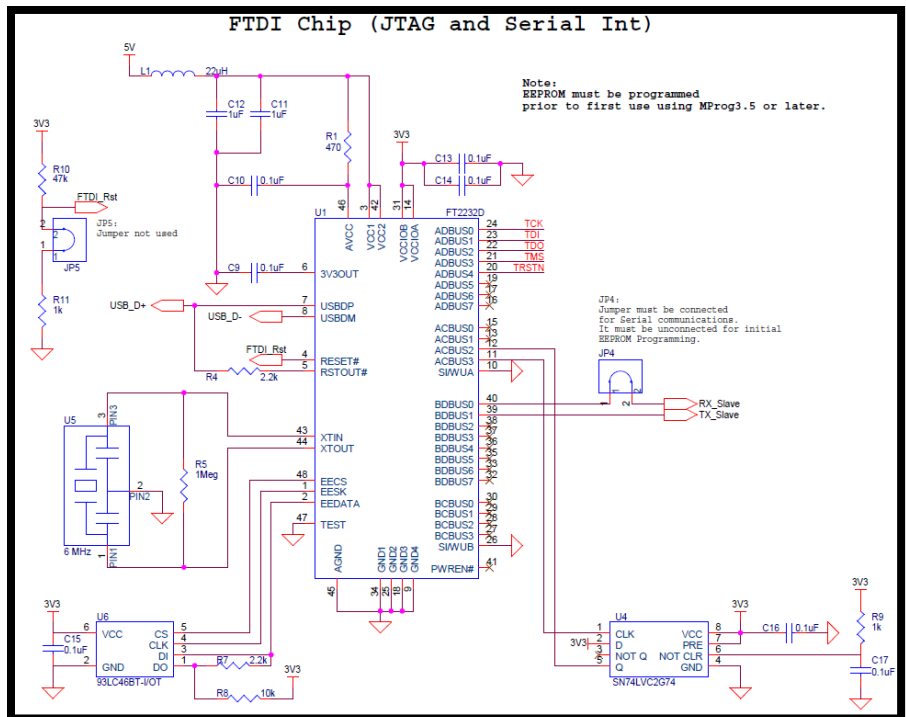 FTDI Chip (JTAG and Serial Int)
5V
L1 22uH
Note:
EEPROM must be programmed
prior to first use using MProg3.5 or later.
C12
1uF
C11
1uF
3V3
R10
47k
FTDI_Rst
2
2
JP5:
Jumper not used
1
1
JP5
R11
1k
R1
470
C10 0.1uF
3V3
C13 0.1uF
C14 0.1uF
U1
FT2232D
46
3
42
31
14
AVCC
VCC1
VCC2
VCCIOB
VCCIOA
C9 0.1uF
6 3V3OUT
USB_D+
7 USBDP
USB_D-
8 USBDM
FTDI_Rst
4 RESET#
5 RSTOUT#
R4 2.2k
43 XTIN
44 XTOUT
48 EECS
1 EESK
2 EEDATA
47 TEST
AGND
GND1
GND2
GND3
GND4
45
34
25
18
9
ADBUS0 24 TCK
ADBUS1 23 TDI
ADBUS2 22 TDO
ADBUS3 21 TMS
ADBUS4 20 TRSTN
ADBUS5 19
ADBUS6 17
ADBUS7 16
ACBUS0 15
ACBUS1 13
ACBUS2 12
ACBUS3 11
SI/WUA 10
BDBUS0 40
BDBUS1 39
BDBUS2 38
BDBUS3 37
BDBUS4 36
BDBUS5 35
BDBUS6 33
BDBUS7 32
BCBUS0 30
BCBUS1 29
BCBUS2 28
BCBUS3 27
SI/WUB 26
PWREN# 41
JP4:
Jumper must be connected
for Serial communications.
It must be unconnected for initial
EEPROM Programming.
JP4
1 2
1 2
RX_Slave
TX_Slave
U5
3
PIN3
2
PIN2
1
PIN1
6 MHz
R5
1Meg
3V3
C15
0.1uF
U6
6 VCC
2 GND
CS 5
CLK 4
DI 3
DO 1
93LC46BT-I/OT
R7 2.2k
R8 10k
3V3
U4
1 CLK
3V3 2 D
3 NOT Q
5 Q
VCC 8
PRE 7
NOT CLR 6
GND 4
SN74LVC2G74
3V3
C16 0.1uF
3V3
R9
1k
C17
0.1uF